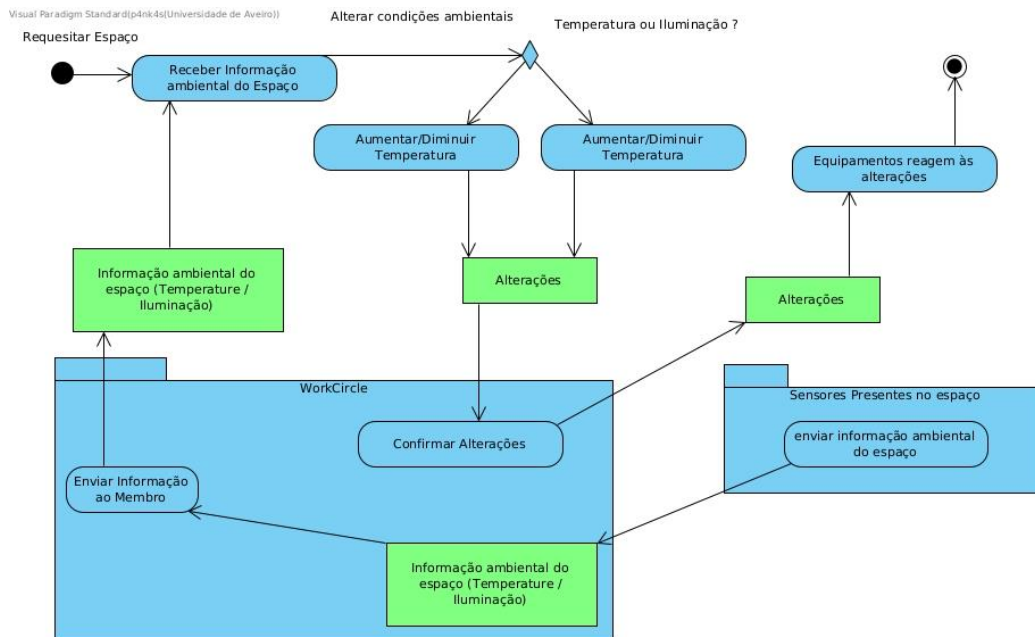 Visual Paradigm Standard(p4nk4s(Universidade de Aveiro))
Requesitar Espaço
Alterar condições ambientais
Temperatura ou Iluminação ?
Receber Informação
ambiental do Espaço
Aumentar/Diminuir
Temperatura
Aumentar/Diminuir
Temperatura
Equipamentos reagem às
alterações
Informação ambiental do
espaço (Temperature /
Iluminação)
Alterações
Alterações
WorkCircle
Sensores Presentes no espaço
Confirmar Alterações
enviar informação ambiental
do espaço
Enviar Informação
ao Membro
Informação ambiental do
espaço (Temperature /
Iluminação)